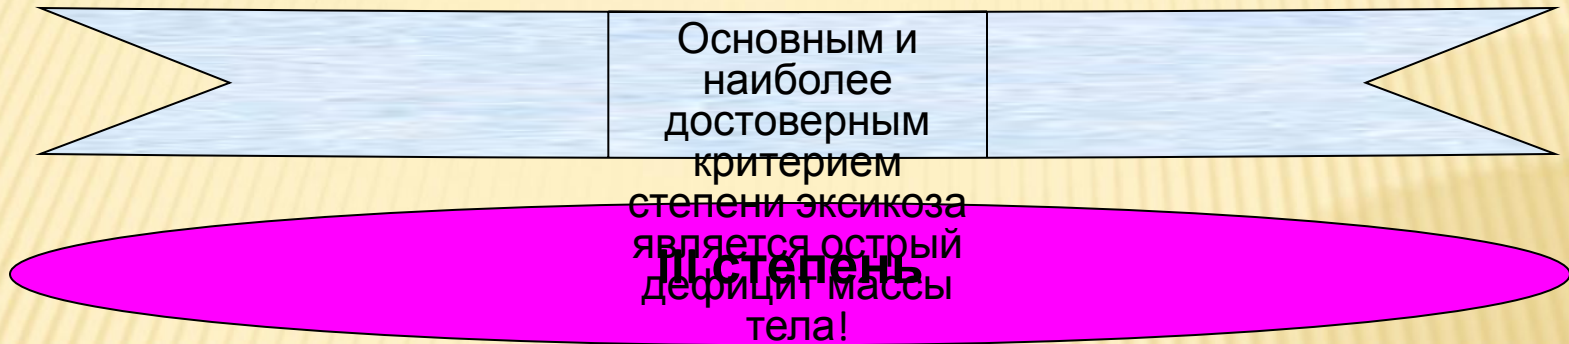 Основным и
наиболее
достоверным
критерием
степени эксикоза
является острый
III степень
дефицит массы
тела!